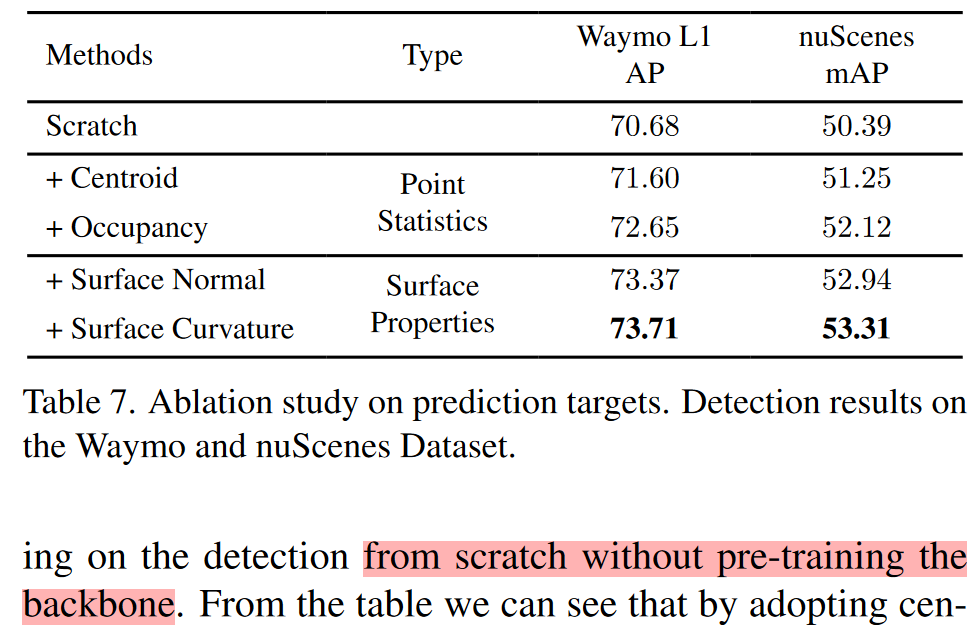 Methods Type Waymo L1 AP nuScenes mAP
Scratch 70.68 50.39
+ Centroid Point Statistics 71.60 51.25
+ Occupancy 72.65 52.12
+ Surface Normal Surface Properties 73.37 52.94
+ Surface Curvature 73.71 53.31
Table 7. Ablation study on prediction targets. Detection results on
the Waymo and nuScenes Dataset.
ing on the detection from scratch without pre-training the
backbone. From the table we can see that by adopting cen-